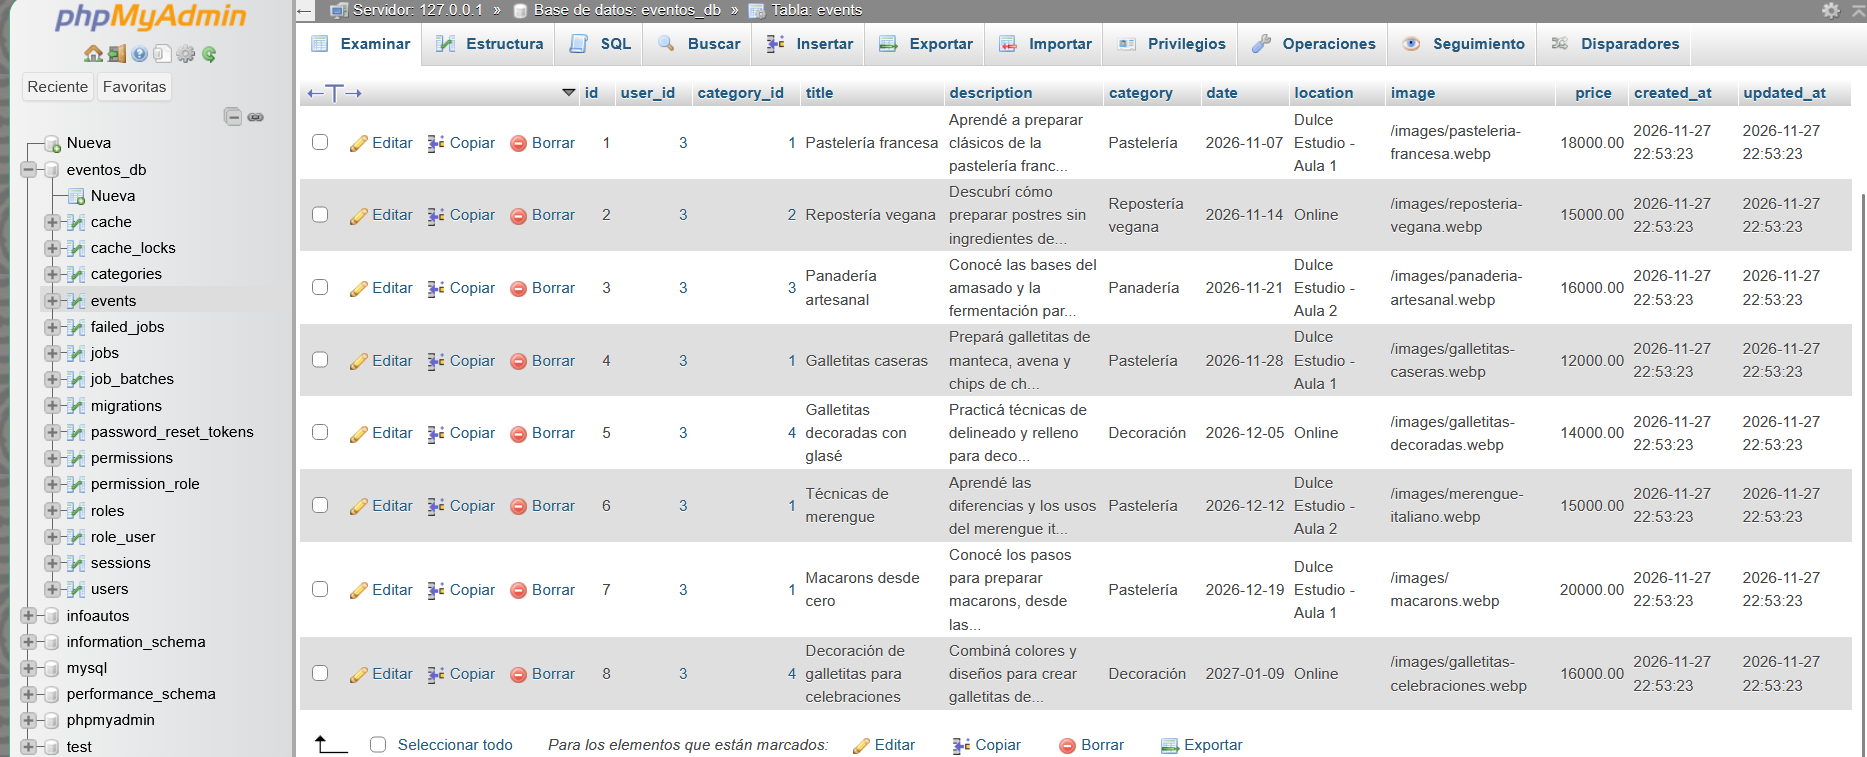 phpMyAdmin
Reciente Favoritas
Nueva
eventos_db
Nueva
cache
cache_locks
categories
events
failed_jobs
jobs
job_batches
migrations
password_reset_tokens
permissions
permission_role
roles
role_user
sessions
users
infoautos
information_schema
mysql
performance_schema
phpmyadmin
test
Servidor: 127.0.0.1 » Base de datos: eventos_db » Tabla: events
Examinar Estructura SQL Buscar Insertar Exportar Importar Privilegios Operaciones Seguimiento Disparadores
id user_id category_id title description category date location image price created_at updated_at
Editar Copiar Borrar 1 3 1 Pastelería francesa
Aprendé a preparar
clásicos de la
pastelería franc...
Pastelería 2026-11-07
Dulce
Estudio -
Aula 1
/images/pasteleria-
francesa.webp
18000.00
2026-11-27
22:53:23
2026-11-27
22:53:23
Editar Copiar Borrar 2 3 2 Repostería vegana
Descubrí cómo
preparar postres sin
ingredientes de...
Repostería
vegana
2026-11-14 Online
/images/reposteria-
vegana.webp
15000.00
2026-11-27
22:53:23
2026-11-27
22:53:23
Editar Copiar Borrar 3 3 3
Panadería
artesanal
Conocé las bases del
amasado y la
fermentación par...
Panadería 2026-11-21
Dulce
Estudio -
Aula 2
/images/panaderia-
artesanal.webp
16000.00
2026-11-27
22:53:23
2026-11-27
22:53:23
Editar Copiar Borrar 4 3 1 Galletitas caseras
Prepará galletitas de
manteca, avena y
chips de ch...
Pastelería 2026-11-28
Dulce
Estudio -
Aula 1
/images/galletitas-
caseras.webp
12000.00
2026-11-27
22:53:23
2026-11-27
22:53:23
Editar Copiar Borrar 5 3 4
Galletitas
decoradas con
glasé
Practicá técnicas de
delineado y relleno
para deco...
Decoración 2026-12-05 Online
/images/galletitas-
decoradas.webp
14000.00
2026-11-27
22:53:23
2026-11-27
22:53:23
Editar Copiar Borrar 6 3 1
Técnicas de
merengue
Aprendé las
diferencias y los usos
del merengue it...
Pastelería 2026-12-12
Dulce
Estudio -
Aula 2
/images/merengue-
italiano.webp
15000.00
2026-11-27
22:53:23
2026-11-27
22:53:23
Editar Copiar Borrar 7 3 1
Macarons desde
cero
Conocé los pasos
para preparar
macarons, desde
las...
Pastelería 2026-12-19
Dulce
Estudio -
Aula 1
/images/
macarons.webp
20000.00
2026-11-27
22:53:23
2026-11-27
22:53:23
Editar Copiar Borrar 8 3 4
Decoración de
galletitas para
celebraciones
Combiná colores y
diseños para crear
galletitas de...
Decoración 2027-01-09 Online
/images/galletitas-
celebraciones.webp
16000.00
2026-11-27
22:53:23
2026-11-27
22:53:23
Seleccionar todo Para los elementos que están marcados: Editar Copiar Borrar Exportar